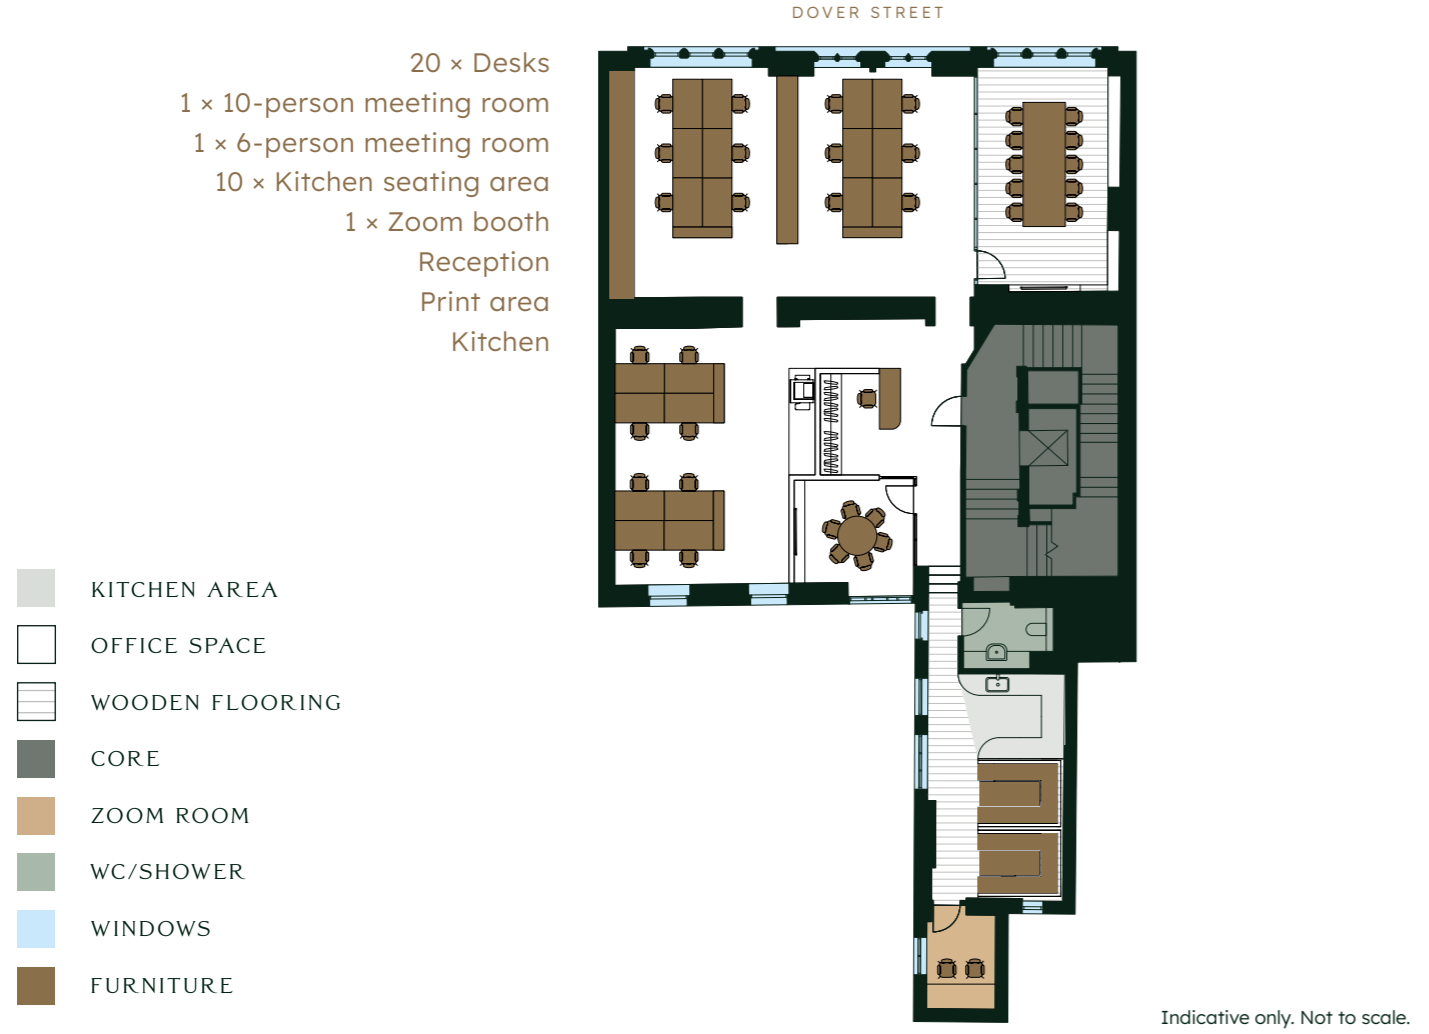 DOVER STREET
20 × Desks
1 × 10-person meeting room
1 × 6-person meeting room
10 × Kitchen seating area
1 × Zoom booth
Reception
Print area
Kitchen
KITCHEN AREA
OFFICE SPACE
WOODEN FLOORING
CORE
ZOOM ROOM
WC/SHOWER
WINDOWS
FURNITURE
Indicative only. Not to scale.